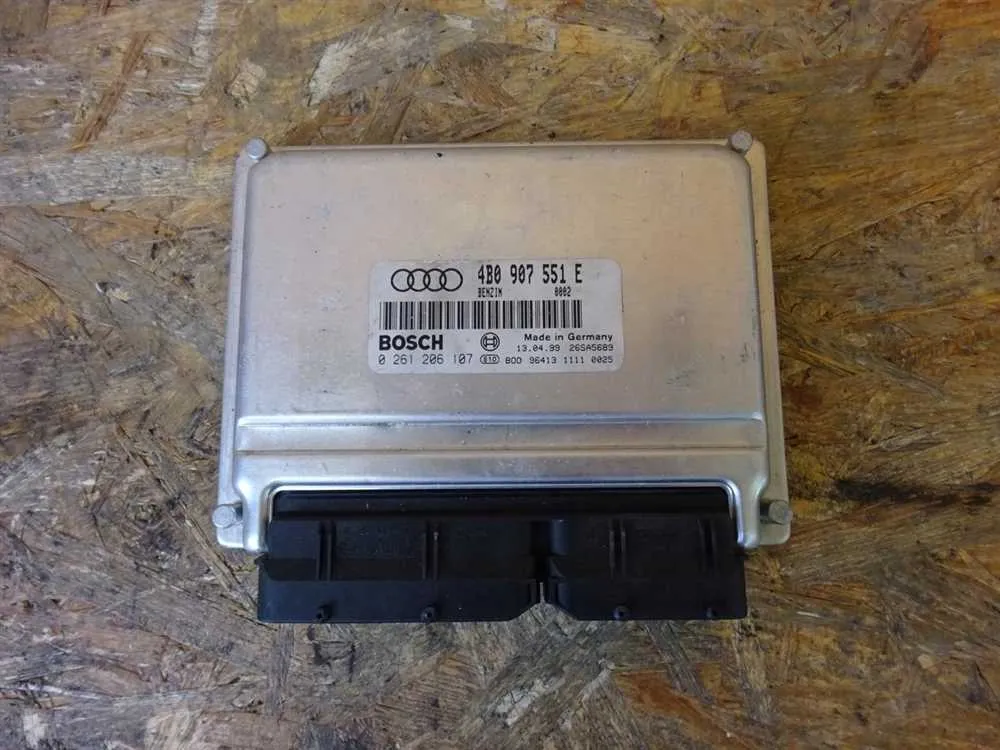 4B0 907 551 E
BENZIN 0002
BOSCH Made in Germany
13.04.99 26SA5689
0 261 206 107 B0D 96413 1111 0025